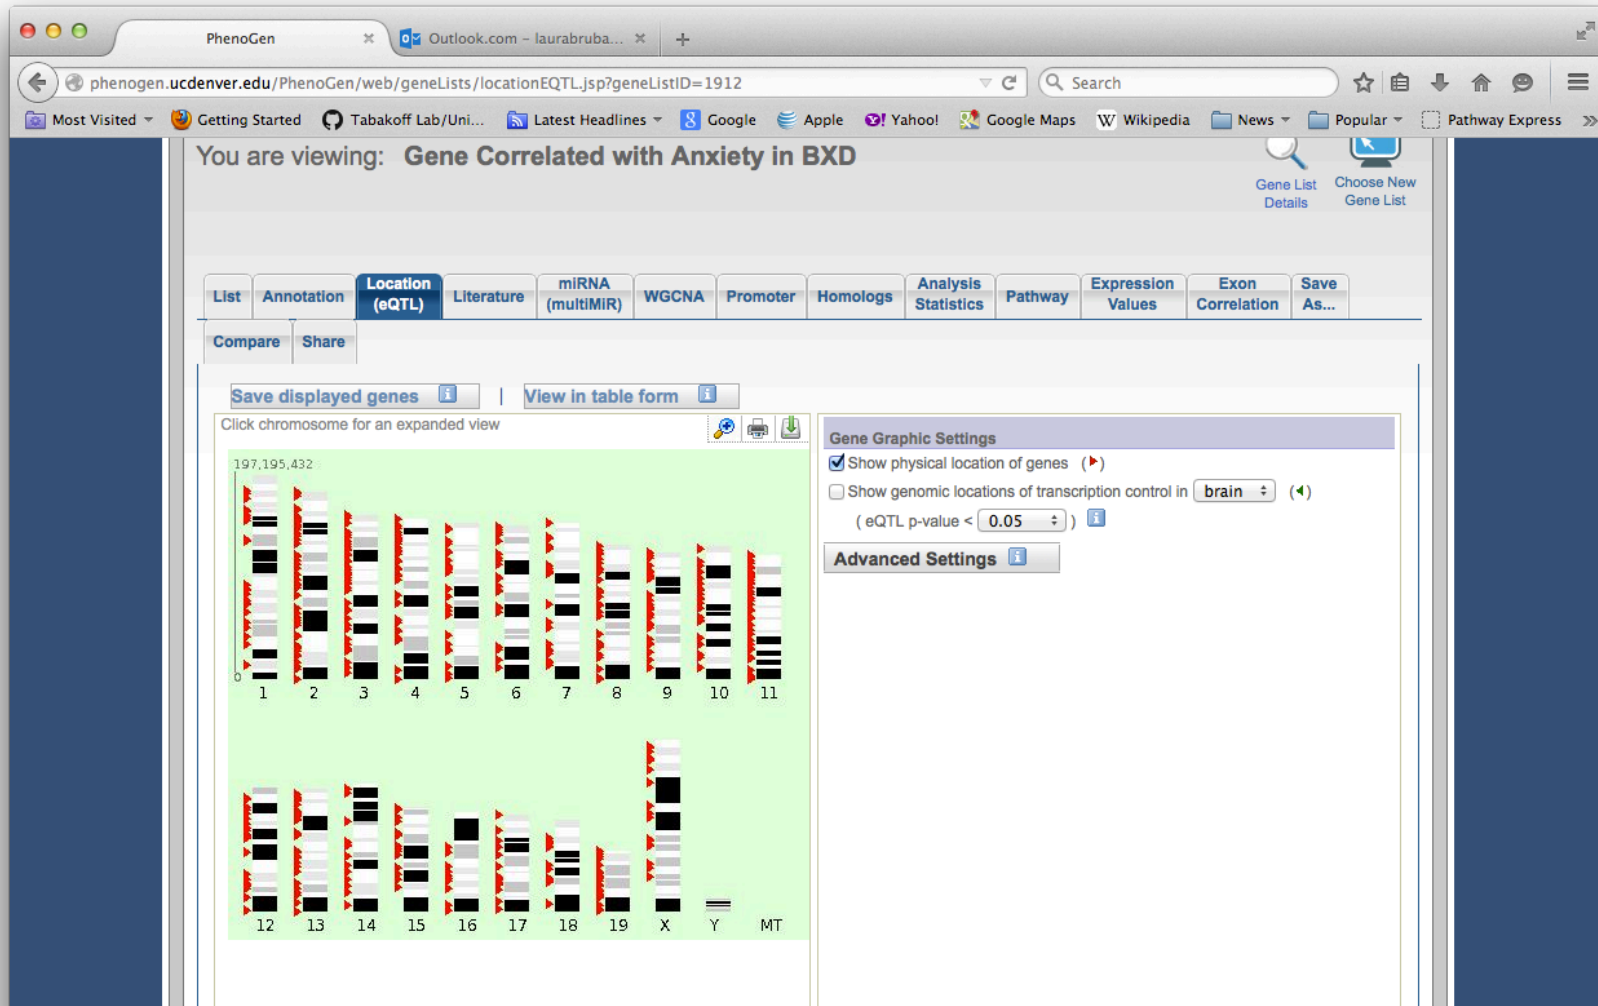 PhenoGen
Outlook.com – laurabruba...
phenogen.ucdenver.edu/PhenoGen/web/geneLists/locationEQTL.jsp?geneListID=1912
Search
Most Visited
Getting Started
Tabakoff Lab/Uni...
Latest Headlines
Google
Apple
Yahoo!
Google Maps
Wikipedia
News
Popular
Pathway Express
You are viewing: Gene Correlated with Anxiety in BXD
Gene List
Details
Choose New
Gene List
List
Annotation
Location
(eQTL)
Literature
miRNA
(multiMiR)
WGCNA
Promoter
Homologs
Analysis
Statistics
Pathway
Expression
Values
Exon
Correlation
Save
As...
Compare
Share
Save displayed genes i | View in table form i
Click chromosome for an expanded view
197,195,432
0
1 2 3 4 5 6 7 8 9 10 11
12 13 14 15 16 17 18 19 X Y MT
Gene Graphic Settings
Show physical location of genes ( )
Show genomic locations of transcription control in brain ( )
( eQTL p-value < 0.05 ) i
Advanced Settings i